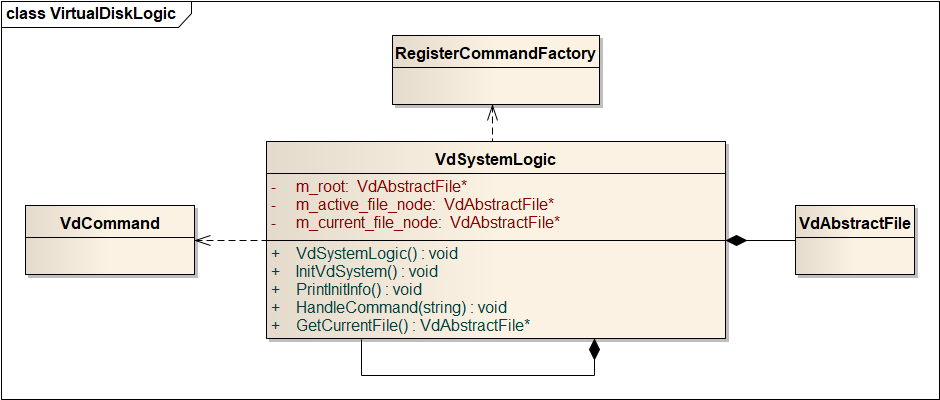 class VirtualDiskLogic
RegisterCommandFactory
VdSystemLogic
- m_root: VdAbstractFile*
- m_active_file_node: VdAbstractFile*
- m_current_file_node: VdAbstractFile*
VdCommand
VdAbstractFile
+ VdSystemLogic() : void
+ InitVdSystem() : void
+ PrintInitInfo() : void
+ HandleCommand(string) : void
+ GetCurrentFile() : VdAbstractFile*